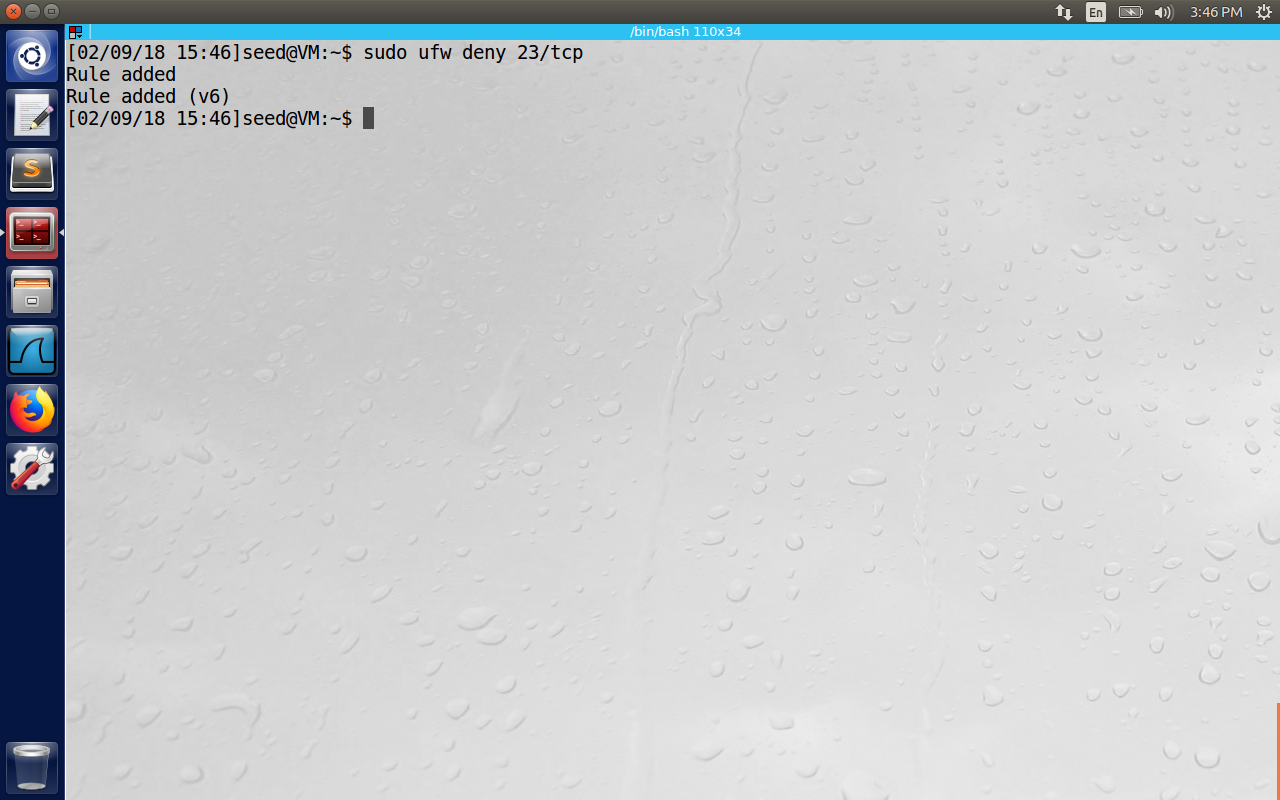 En
3:46 PM
/bin/bash 110x34
[02/09/18 15:46]seed@VM:~$ sudo ufw deny 23/tcp
Rule added
Rule added (v6)
[02/09/18 15:46]seed@VM:~$
S